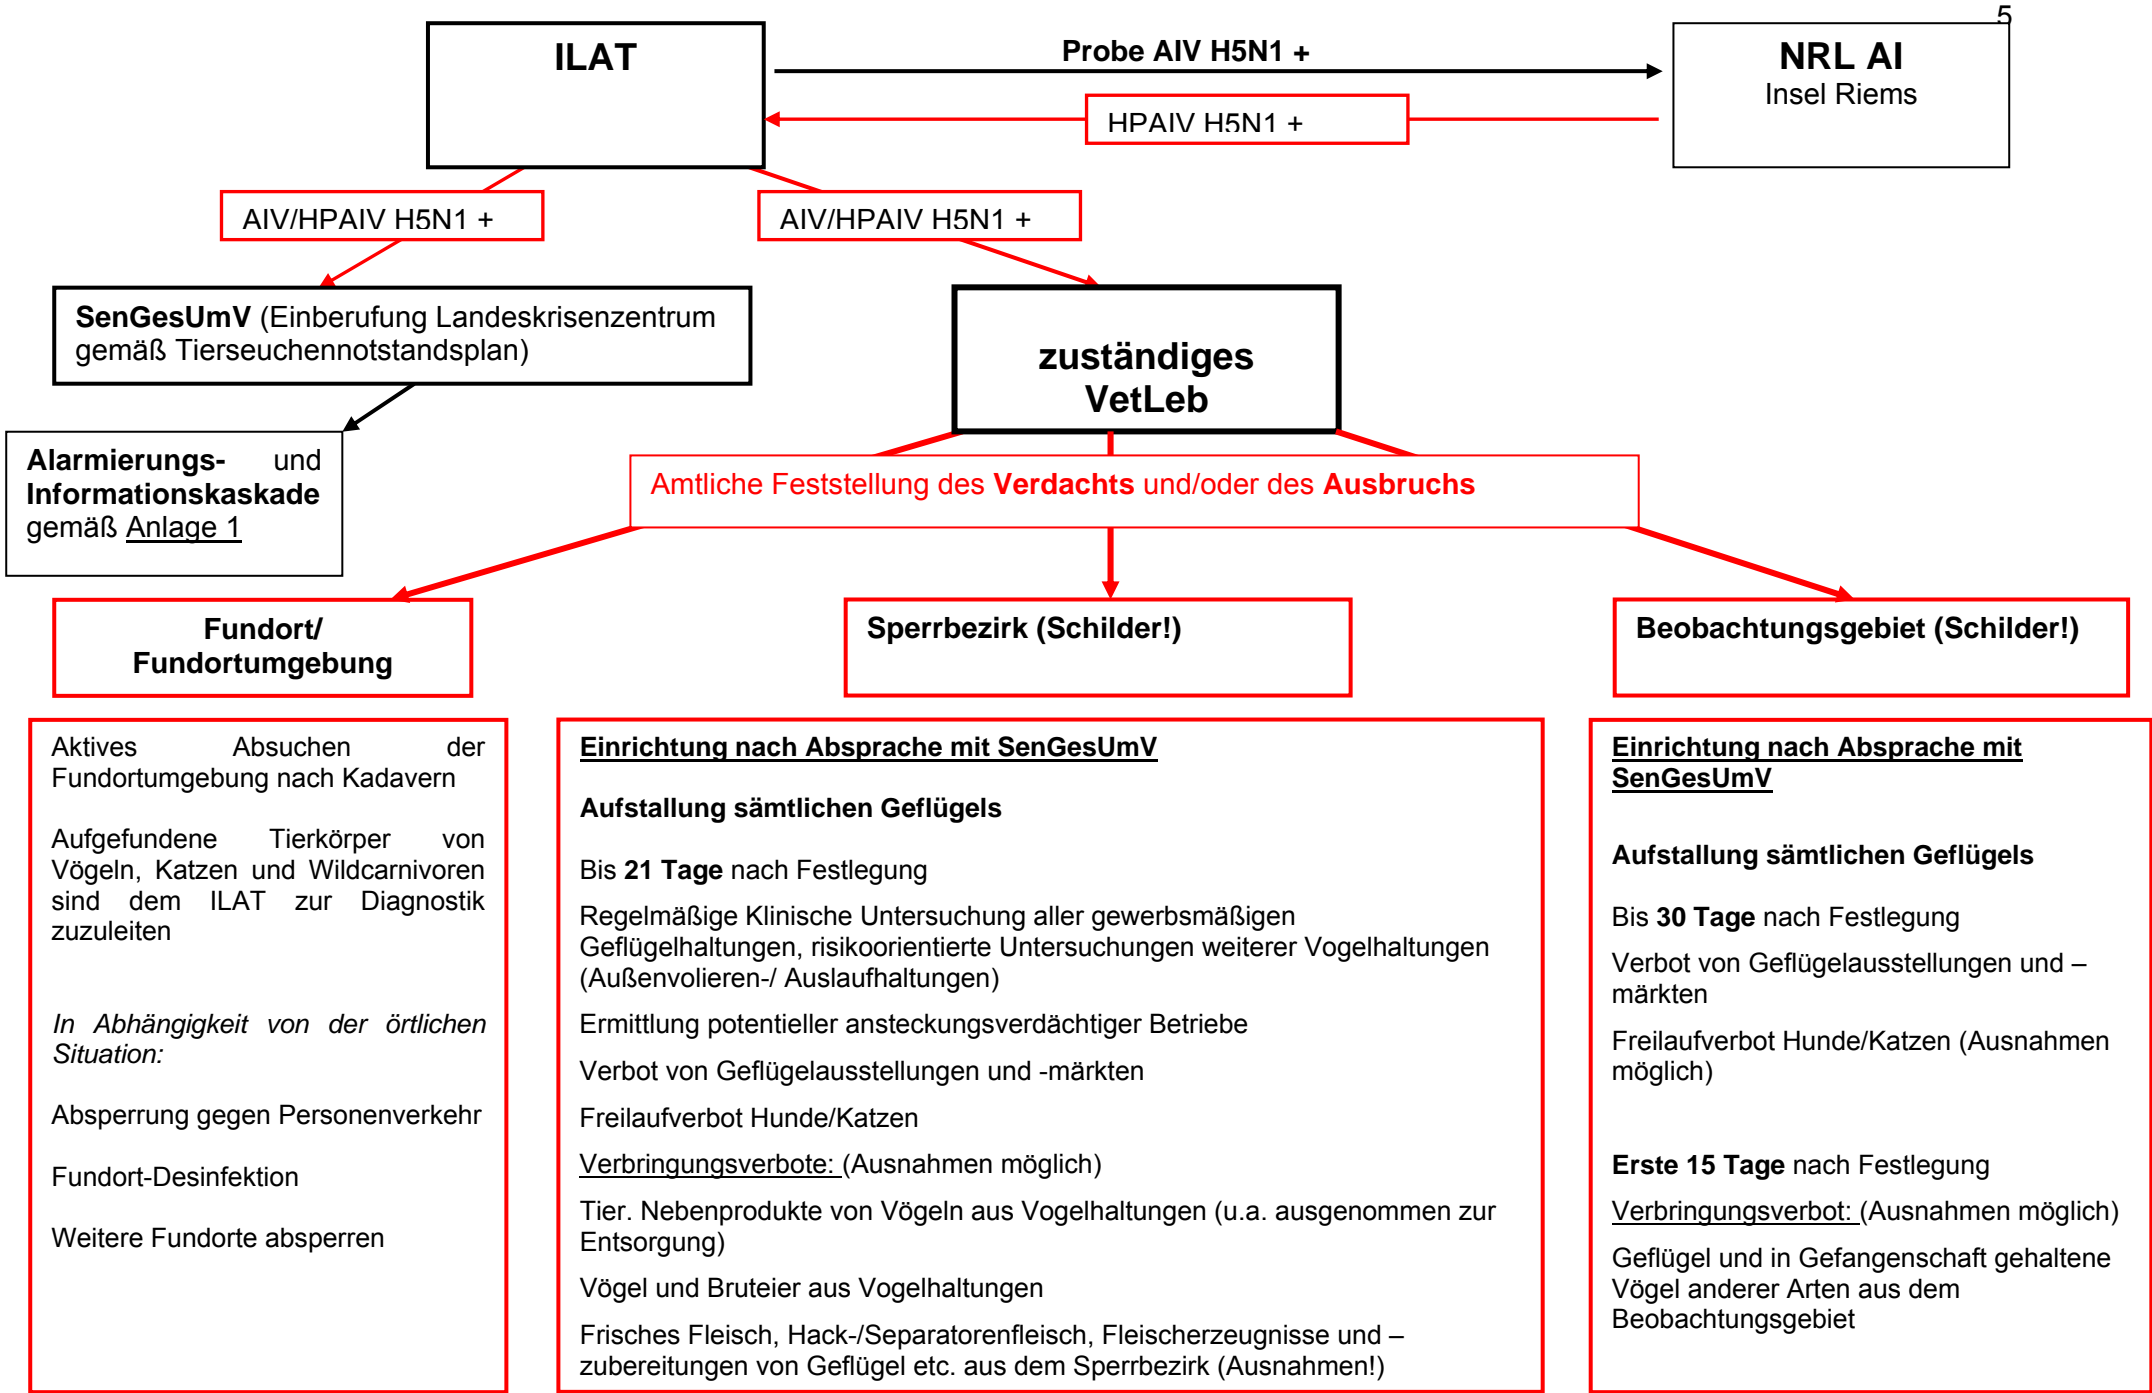 5
ILAT
Probe AIV H5N1 +
NRL AI
Insel Riems
HPAIV H5N1 +
AIV/HPAIV H5N1 +
AIV/HPAIV H5N1 +
SenGesUmV (Einberufung Landeskrisenzentrum
gemäß Tierseuchennotstandsplan)
zuständiges
VetLeb
Alarmierungs- und
Informationskaskade
gemäß Anlage 1
Amtliche Feststellung des Verdachts und/oder des Ausbruchs
Fundort/
Fundortumgebung
Sperrbezirk (Schilder!)
Beobachtungsgebiet (Schilder!)
Aktives Absuchen der
Fundortumgebung nach Kadavern
Aufgefundene Tierkörper von
Vögeln, Katzen und Wildcarnivoren
sind dem ILAT zur Diagnostik
zuzuleiten
In Abhängigkeit von der örtlichen
Situation:
Absperrung gegen Personenverkehr
Fundort-Desinfektion
Weitere Fundorte absperren
Einrichtung nach Absprache mit SenGesUmV
Aufstallung sämtlichen Geflügels
Bis 21 Tage nach Festlegung
Regelmäßige Klinische Untersuchung aller gewerbsmäßigen
Geflügelhaltungen, risikoorientierte Untersuchungen weiterer Vogelhaltungen
(Außenvolieren-/ Auslaufhaltungen)
Ermittlung potentieller ansteckungsverdächtiger Betriebe
Verbot von Geflügelausstellungen und -märkten
Freilaufverbot Hunde/Katzen
Verbringungsverbote: (Ausnahmen möglich)
Tier. Nebenprodukte von Vögeln aus Vogelhaltungen (u.a. ausgenommen zur
Entsorgung)
Vögel und Bruteier aus Vogelhaltungen
Frisches Fleisch, Hack-/Separatorenfleisch, Fleischerzeugnisse und –
zubereitungen von Geflügel etc. aus dem Sperrbezirk (Ausnahmen!)
Einrichtung nach Absprache mit
SenGesUmV
Aufstallung sämtlichen Geflügels
Bis 30 Tage nach Festlegung
Verbot von Geflügelausstellungen und –
märkten
Freilaufverbot Hunde/Katzen (Ausnahmen
möglich)
Erste 15 Tage nach Festlegung
Verbringungsverbot: (Ausnahmen möglich)
Geflügel und in Gefangenschaft gehaltene
Vögel anderer Arten aus dem
Beobachtungsgebiet